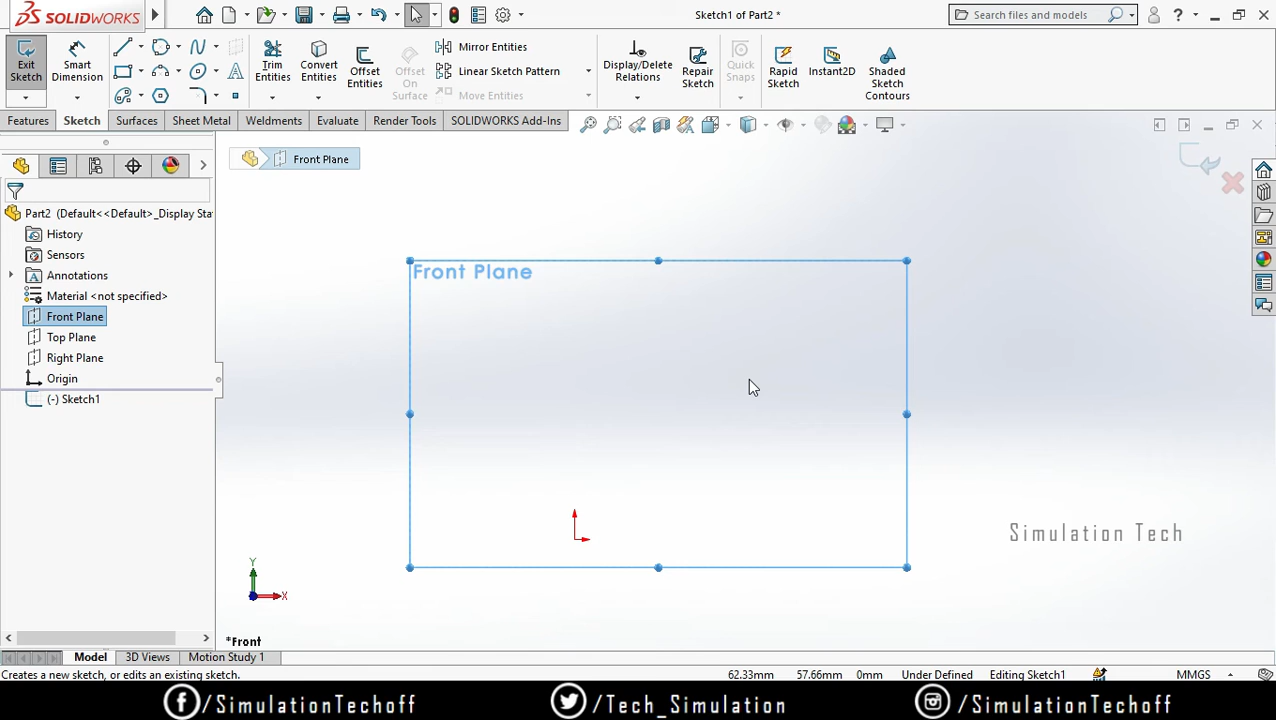 SOLIDWORKS
Sketch1 of Part2 *
Search files and models
Exit Sketch
Smart Dimension
Trim Entities
Convert Entities
Offset Entities
Offset On Surface
Mirror Entities
Linear Sketch Pattern
Move Entities
Display/Delete Relations
Repair Sketch
Quick Snaps
Rapid Sketch
Instant2D
Shaded Sketch Contours
Features
Sketch
Surfaces
Sheet Metal
Weldments
Evaluate
Render Tools
SOLIDWORKS Add-Ins
Front Plane
Part2 (Default<<Default>_Display Sta
History
Sensors
Annotations
Material <not specified>
Front Plane
Top Plane
Right Plane
Origin
(-) Sketch1
Front Plane
Simulation Tech
Y
X
*Front
Model
3D Views
Motion Study 1
Creates a new sketch, or edits an existing sketch.
62.33mm
57.66mm
0mm
Under Defined
Editing Sketch1
MMGS
/SimulationTechoff
/Tech_Simulation
/SimulationTechoff